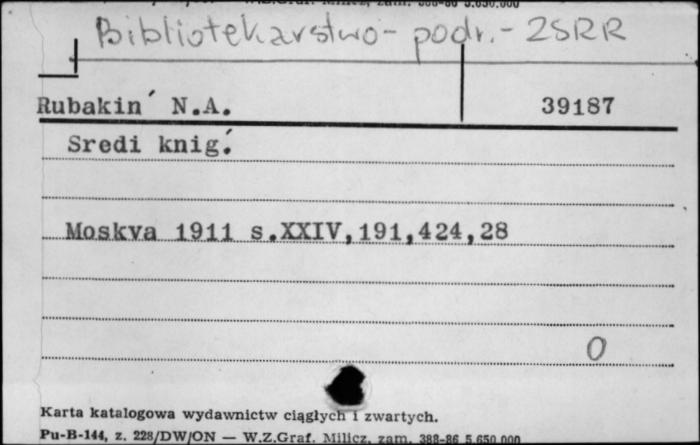 Bibliotekarstwo - podr. - ZSRR
Rubakin´ N.A. 39187
Sredi knig´.
Moskva 1911 s.XXIV,191,424,28
0
Karta katalogowa wydawnictw ciągłych i zwartych.
Pu-B-144, z. 228/DW/ON — W.Z.Graf. Milicz, zam. 388-86 5.650.000